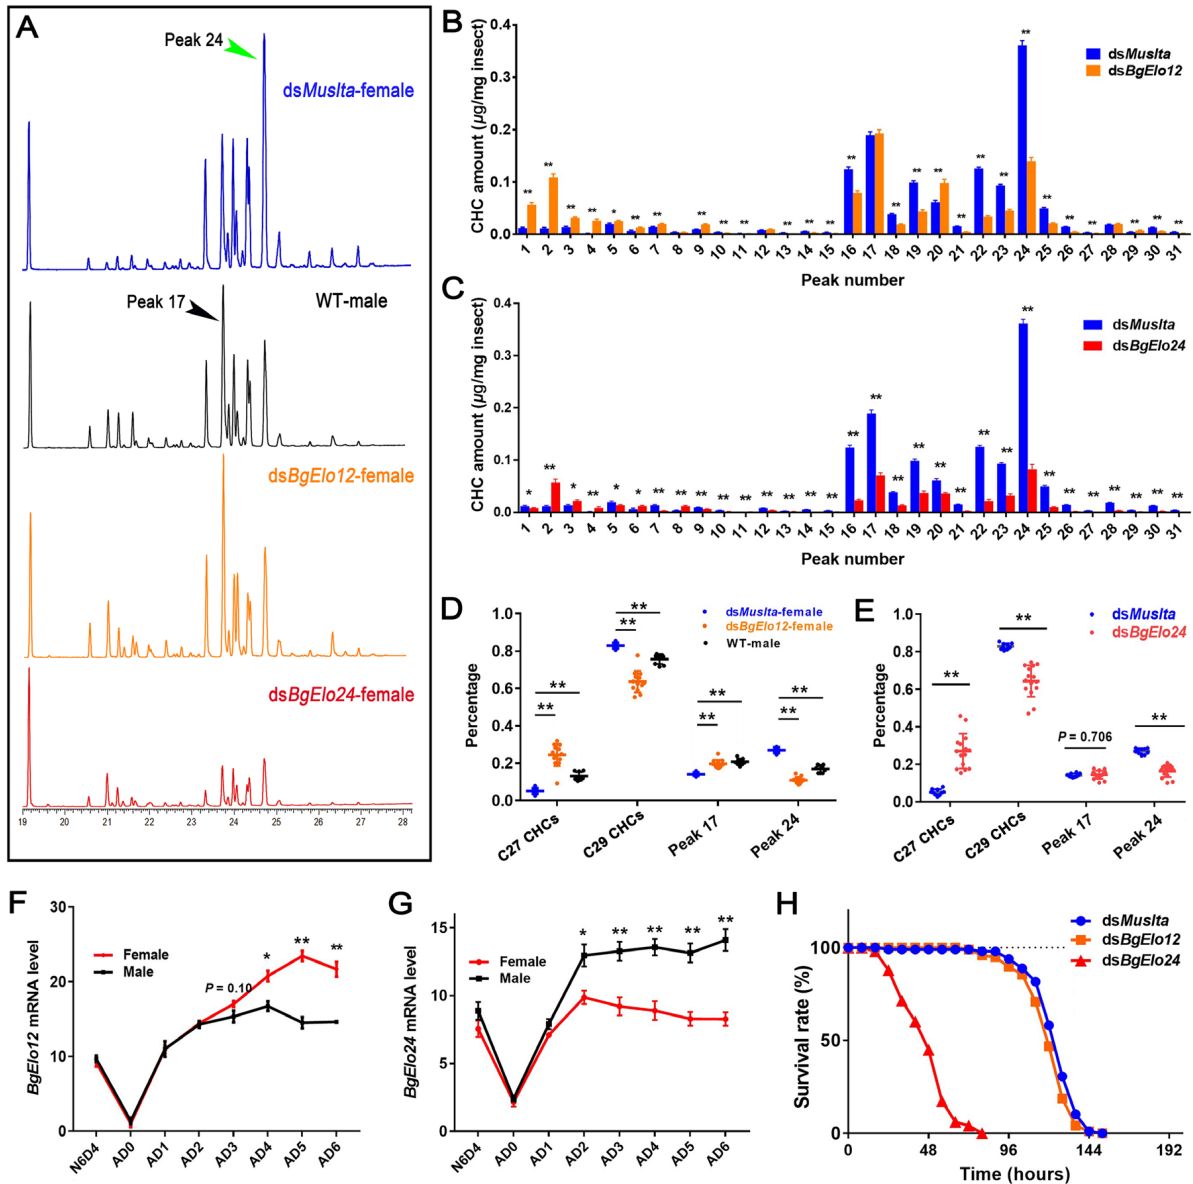 A
Peak 24
dsMuslta-female
Peak 17
WT-male
dsBgElo12-female
dsBgElo24-female
19 20 21 22 23 24 25 26 27 28
B
CHC amount (µg/mg insect)
0.4
0.3
0.2
0.1
0.0
dsMuslta
dsBgElo12
** ** ** ** * ** ** ** ** ** ** ** ** ** ** ** ** ** ** ** ** ** ** ** ** ** **
1 2 3 4 5 6 7 8 9 10 11 12 13 14 15 16 17 18 19 20 21 22 23 24 25 26 27 28 29 30 31
Peak number
C
CHC amount (µg/mg insect)
0.4
0.3
0.2
0.1
0.0
dsMuslta
dsBgElo24
* ** * ** * * ** ** ** ** ** ** ** ** ** ** ** ** ** ** ** ** ** ** ** ** ** ** ** ** **
1 2 3 4 5 6 7 8 9 10 11 12 13 14 15 16 17 18 19 20 21 22 23 24 25 26 27 28 29 30 31
Peak number
D
Percentage
1.0
0.8
0.6
0.4
0.2
0.0
dsMuslta-female
dsBgElo12-female
WT-male
** ** ** ** ** ** ** **
C27 CHCs C29 CHCs Peak 17 Peak 24
E
Percentage
1.0
0.8
0.6
0.4
0.2
0.0
dsMuslta
dsBgElo24
** ** P = 0.706 **
C27 CHCs C29 CHCs Peak 17 Peak 24
F
BgElo12 mRNA level
30
20
10
0
Female
Male
P = 0.10 * ** **
N6D4 AD0 AD1 AD2 AD3 AD4 AD5 AD6
G
BgElo24 mRNA level
15
10
5
0
Female
Male
* ** ** ** **
N6D4 AD0 AD1 AD2 AD3 AD4 AD5 AD6
H
Survival rate (%)
100
50
0
dsMuslta
dsBgElo12
dsBgElo24
0 48 96 144 192
Time (hours)